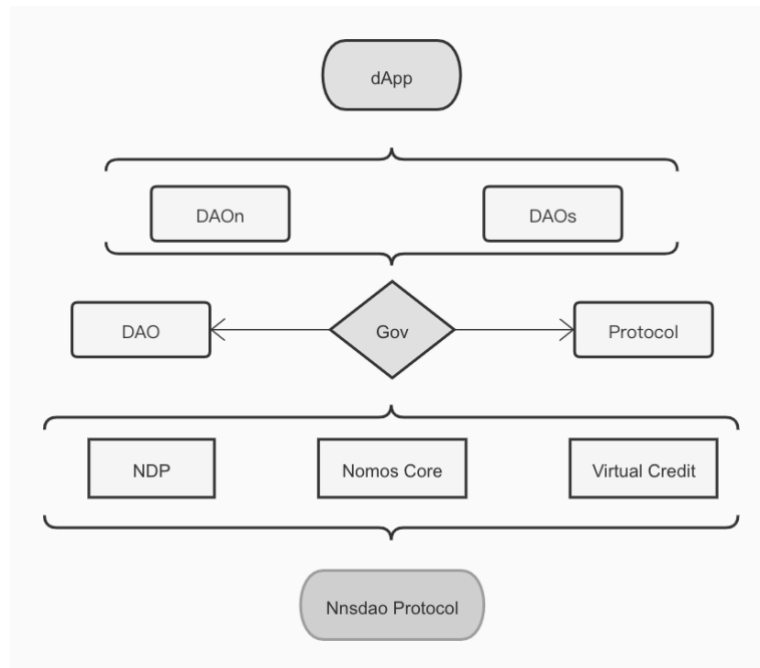 dApp
DAOn
DAOs
DAO
Gov
Protocol
NDP
Nomos Core
Virtual Credit
Nnsdao Protocol